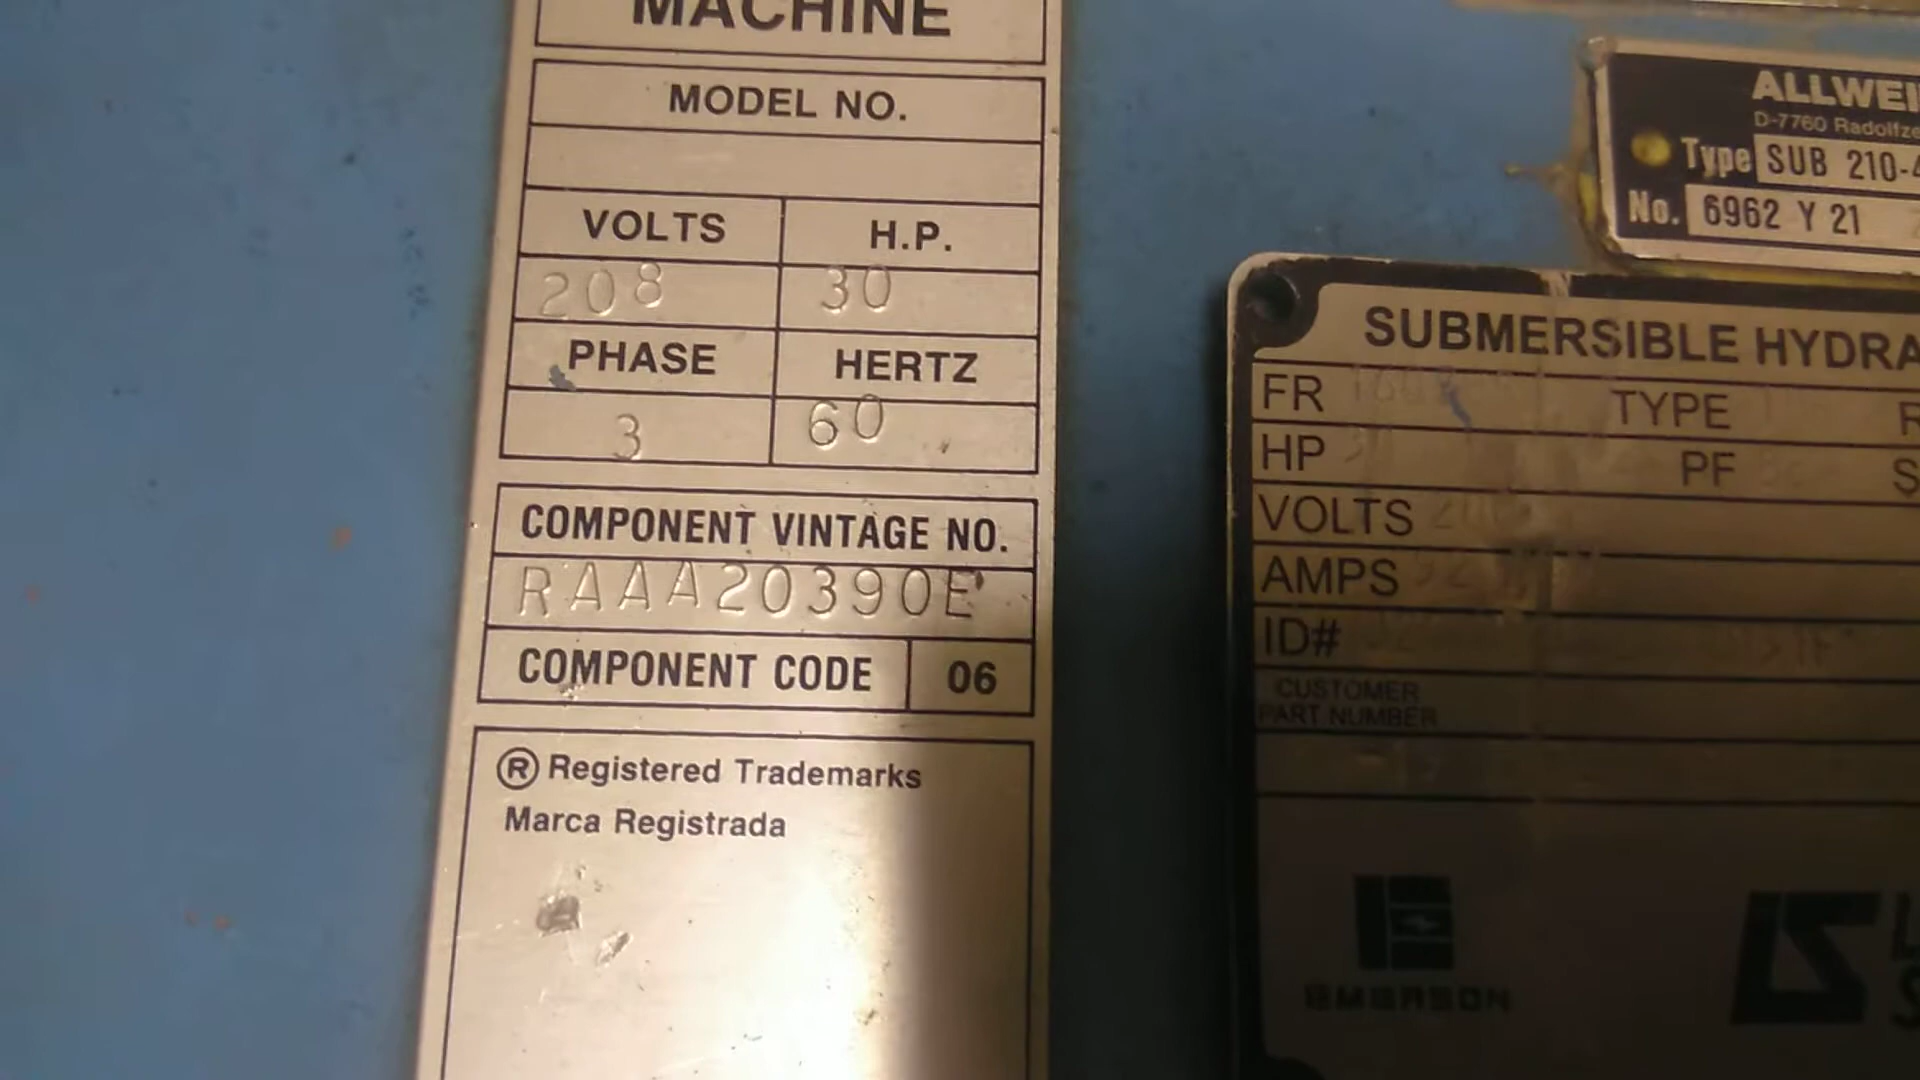 MACHINE
MODEL NO.
VOLTS H.P.
208 30
PHASE HERTZ
3 60
COMPONENT VINTAGE NO.
RAAA20390E
COMPONENT CODE 06
® Registered Trademarks
Marca Registrada
ALLWEI
D-7760 Radolfze
Type SUB 210-4
No. 6962 Y 21
SUBMERSIBLE HYDRA
FR TYPE R
HP PF S
VOLTS
AMPS
ID#
CUSTOMER
PART NUMBER
EMERSON